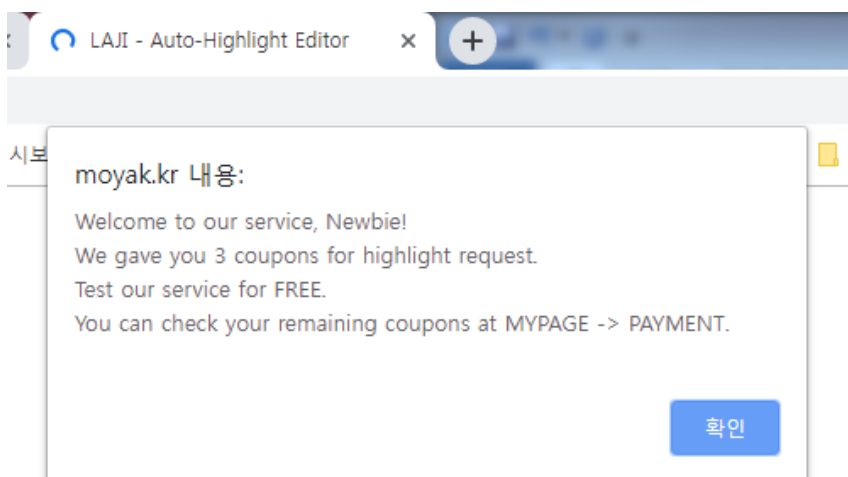 LAJI - Auto-Highlight Editor
시보
moyak.kr 내용:
Welcome to our service, Newbie!
We gave you 3 coupons for highlight request.
Test our service for FREE.
You can check your remaining coupons at MYPAGE -> PAYMENT.
확인